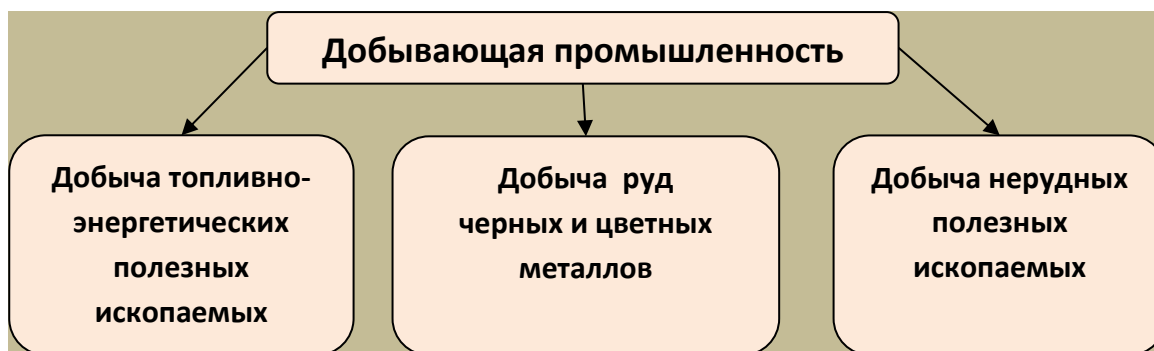 Добывающая промышленность
Добыча топливно-
энергетических
полезных
ископаемых
Добыча руд
черных и цветных
металлов
Добыча нерудных
полезных
ископаемых